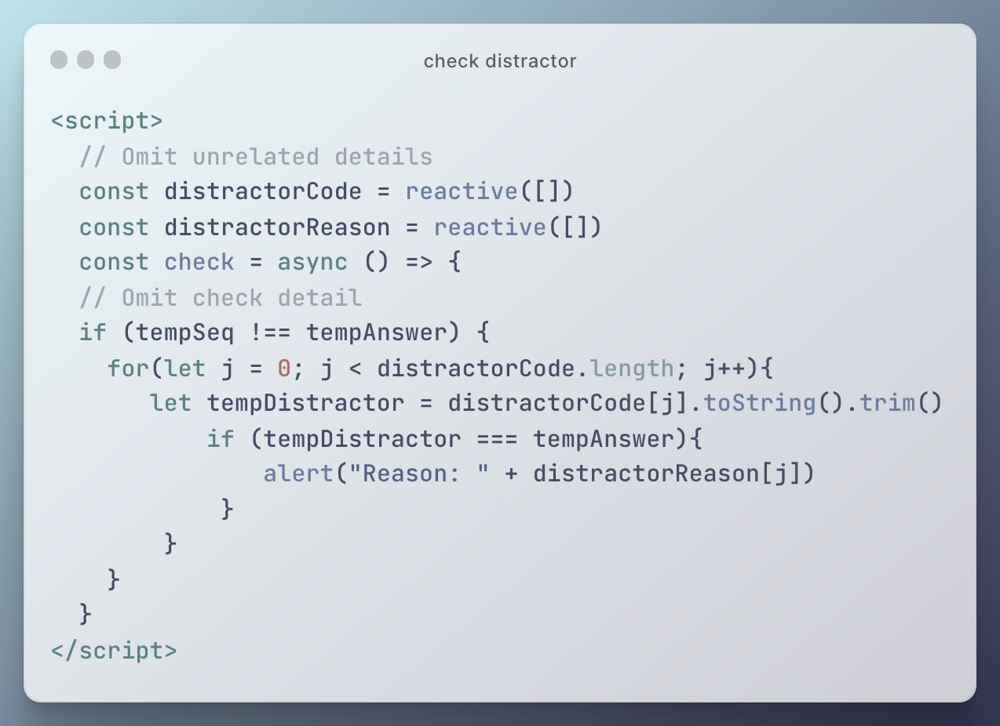 check distractor
<script>
  // Omit unrelated details
  const distractorCode = reactive([])
  const distractorReason = reactive([])
  const check = async () => {
  // Omit check detail
  if (tempSeq !== tempAnswer) {
    for(let j = 0; j < distractorCode.length; j++){
       let tempDistractor = distractorCode[j].toString().trim()
           if (tempDistractor === tempAnswer){
               alert("Reason: " + distractorReason[j])
            }
        }
    }
  }
</script>